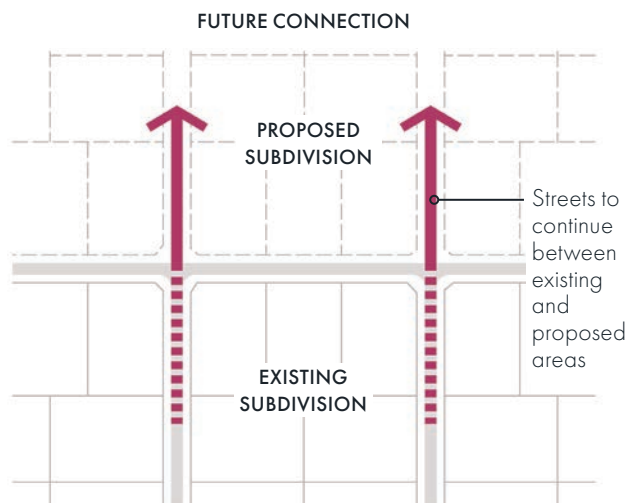 FUTURE CONNECTION
PROPOSED
SUBDIVISION
Streets to
continue
between
existing
and
proposed
areas
EXISTING
SUBDIVISION